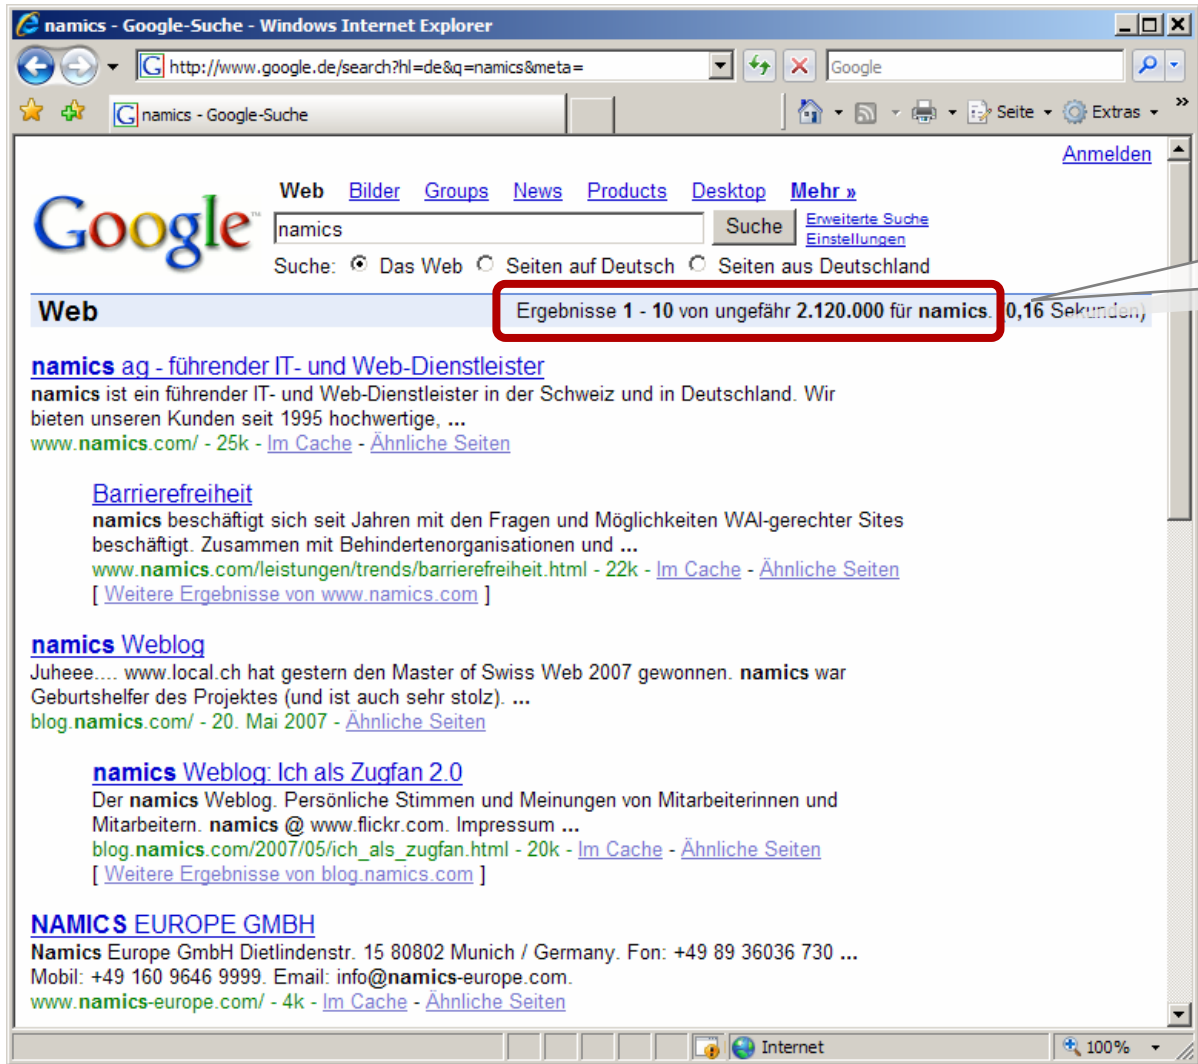 namics - Google-Suche - Windows Internet Explorer
http://www.google.de/search?hl=de&q=namics&meta=
Google
namics - Google-Suche
Seite
Extras
»
Anmelden
Web Bilder Groups News Products Desktop Mehr »
Google™
namics
Suche
Erweiterte Suche
Einstellungen
Suche: Das Web Seiten auf Deutsch Seiten aus Deutschland
Web
Ergebnisse 1 - 10 von ungefähr 2.120.000 für namics. (0,16 Sekunden)
namics ag - führender IT- und Web-Dienstleister
namics ist ein führender IT- und Web-Dienstleister in der Schweiz und in Deutschland. Wir
bieten unseren Kunden seit 1995 hochwertige, ...
www.namics.com/ - 25k - Im Cache - Ähnliche Seiten
Barrierefreiheit
namics beschäftigt sich seit Jahren mit den Fragen und Möglichkeiten WAI-gerechter Sites
beschäftigt. Zusammen mit Behindertenorganisationen und ...
www.namics.com/leistungen/trends/barrierefreiheit.html - 22k - Im Cache - Ähnliche Seiten
[ Weitere Ergebnisse von www.namics.com ]
namics Weblog
Juheee.... www.local.ch hat gestern den Master of Swiss Web 2007 gewonnen. namics war
Geburtshelfer des Projektes (und ist auch sehr stolz). ...
blog.namics.com/ - 20. Mai 2007 - Ähnliche Seiten
namics Weblog: Ich als Zugfan 2.0
Der namics Weblog. Persönliche Stimmen und Meinungen von Mitarbeiterinnen und
Mitarbeitern. namics @ www.flickr.com. Impressum ...
blog.namics.com/2007/05/ich_als_zugfan.html - 20k - Im Cache - Ähnliche Seiten
[ Weitere Ergebnisse von blog.namics.com ]
NAMICS EUROPE GMBH
Namics Europe GmbH Dietlindenstr. 15 80802 Munich / Germany. Fon: +49 89 36036 730 ...
Mobil: +49 160 9646 9999. Email: info@namics-europe.com.
www.namics-europe.com/ - 4k - Im Cache - Ähnliche Seiten
Internet
100%